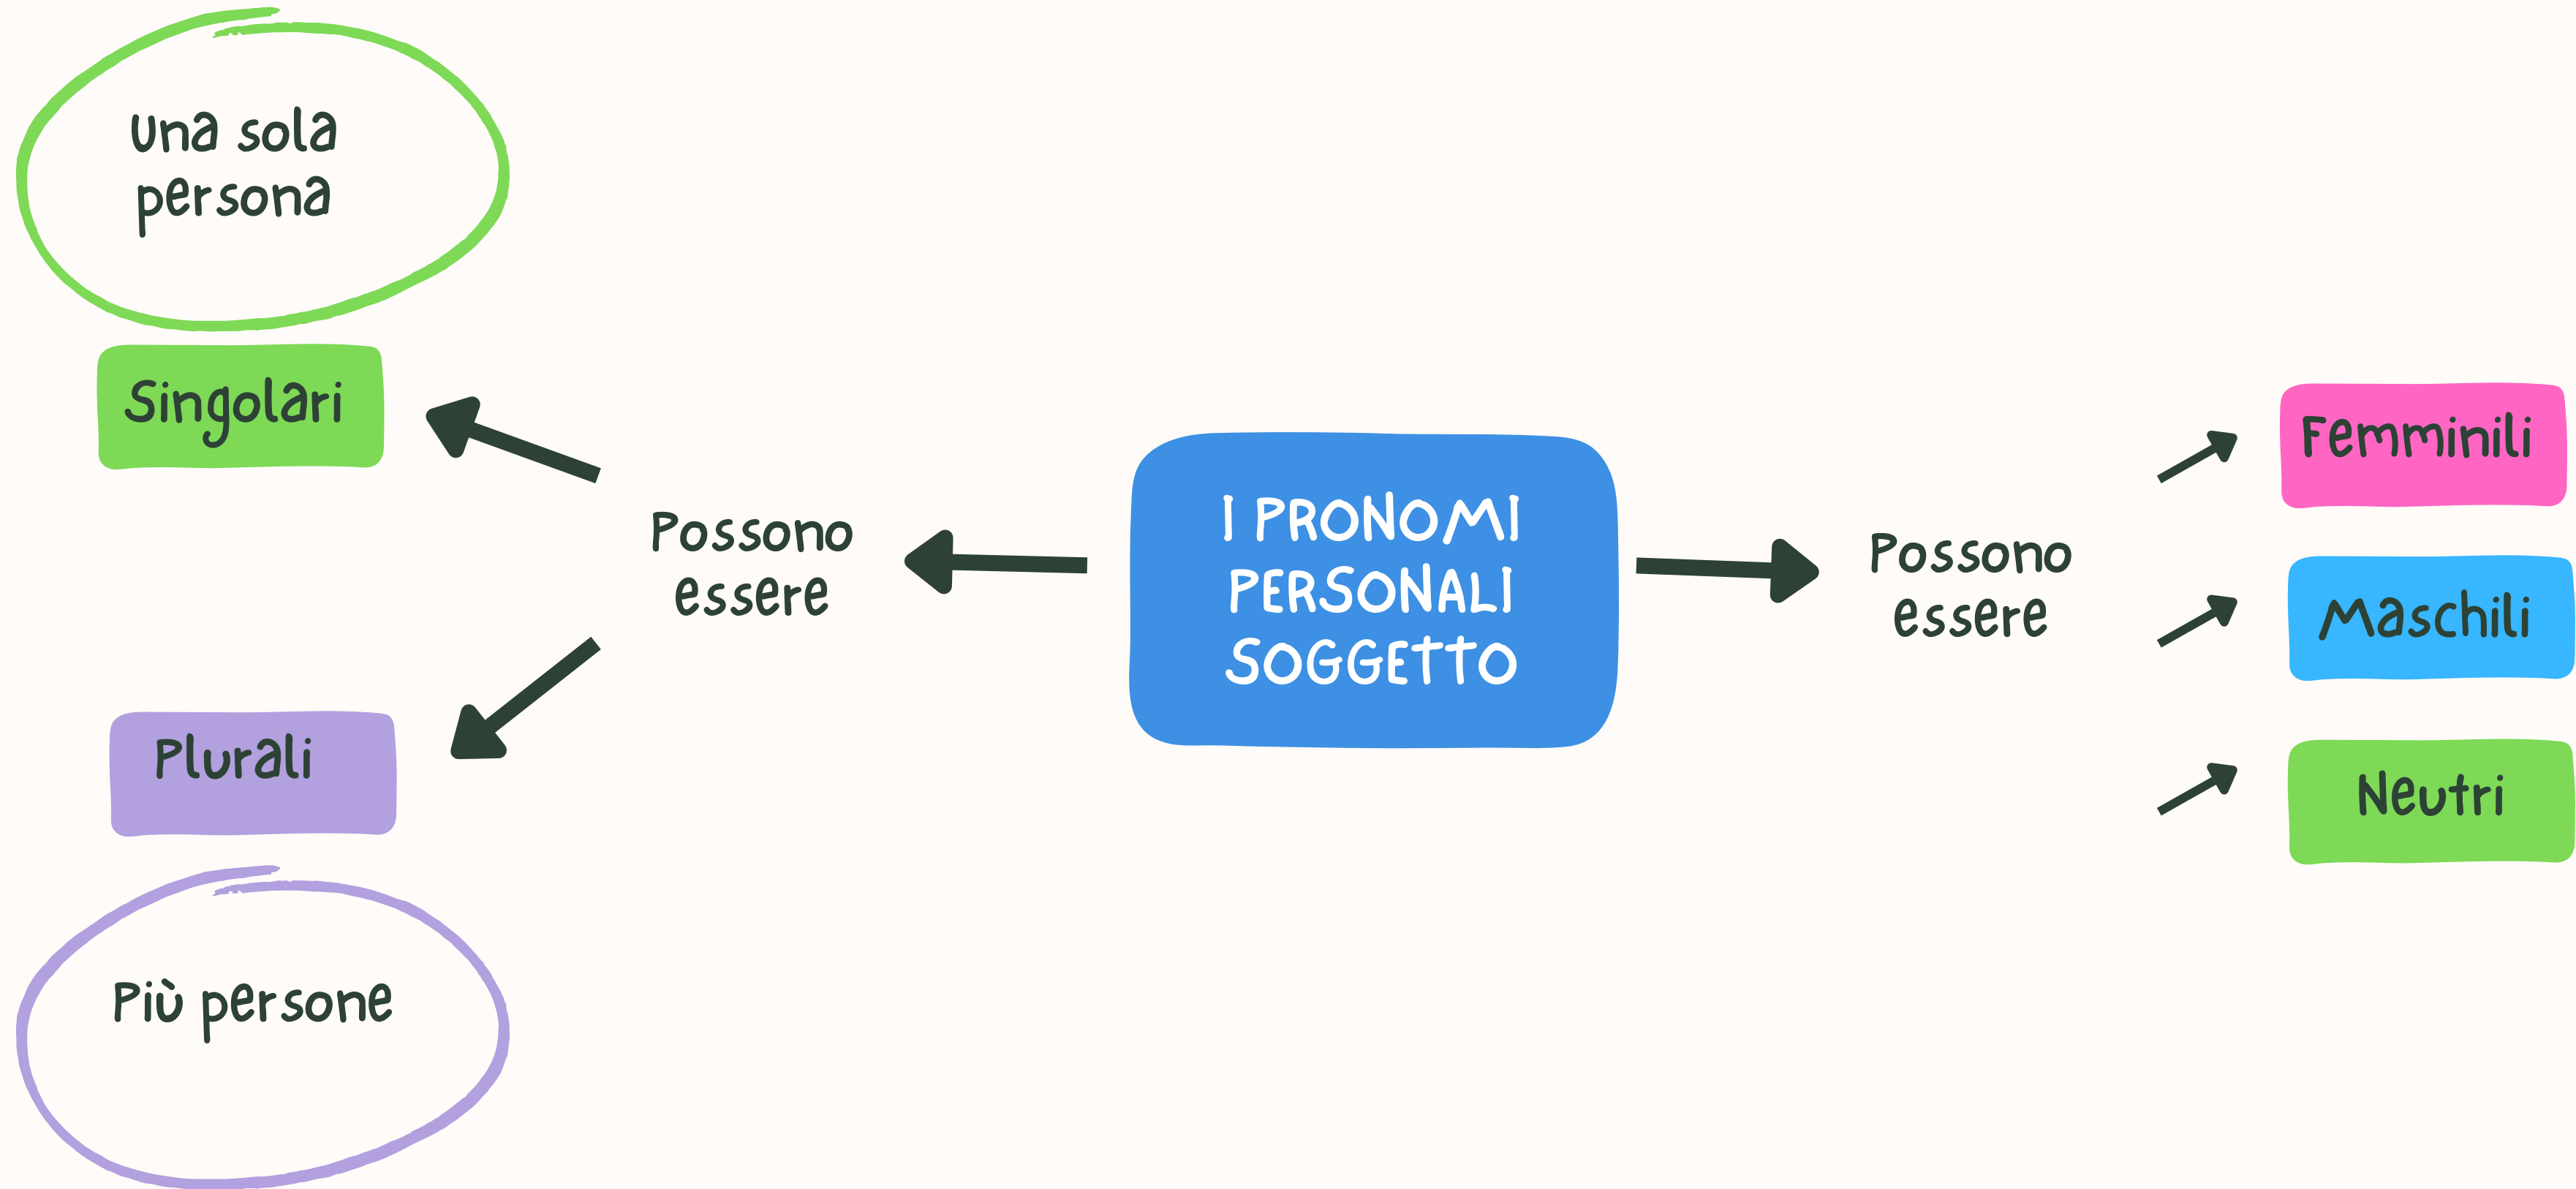 Una sola
persona
Singolari
Possono
essere
Plurali
Più persone
I PRONOMI
PERSONALI
SOGGETTO
Possono
essere
Femminili
Maschili
Neutri